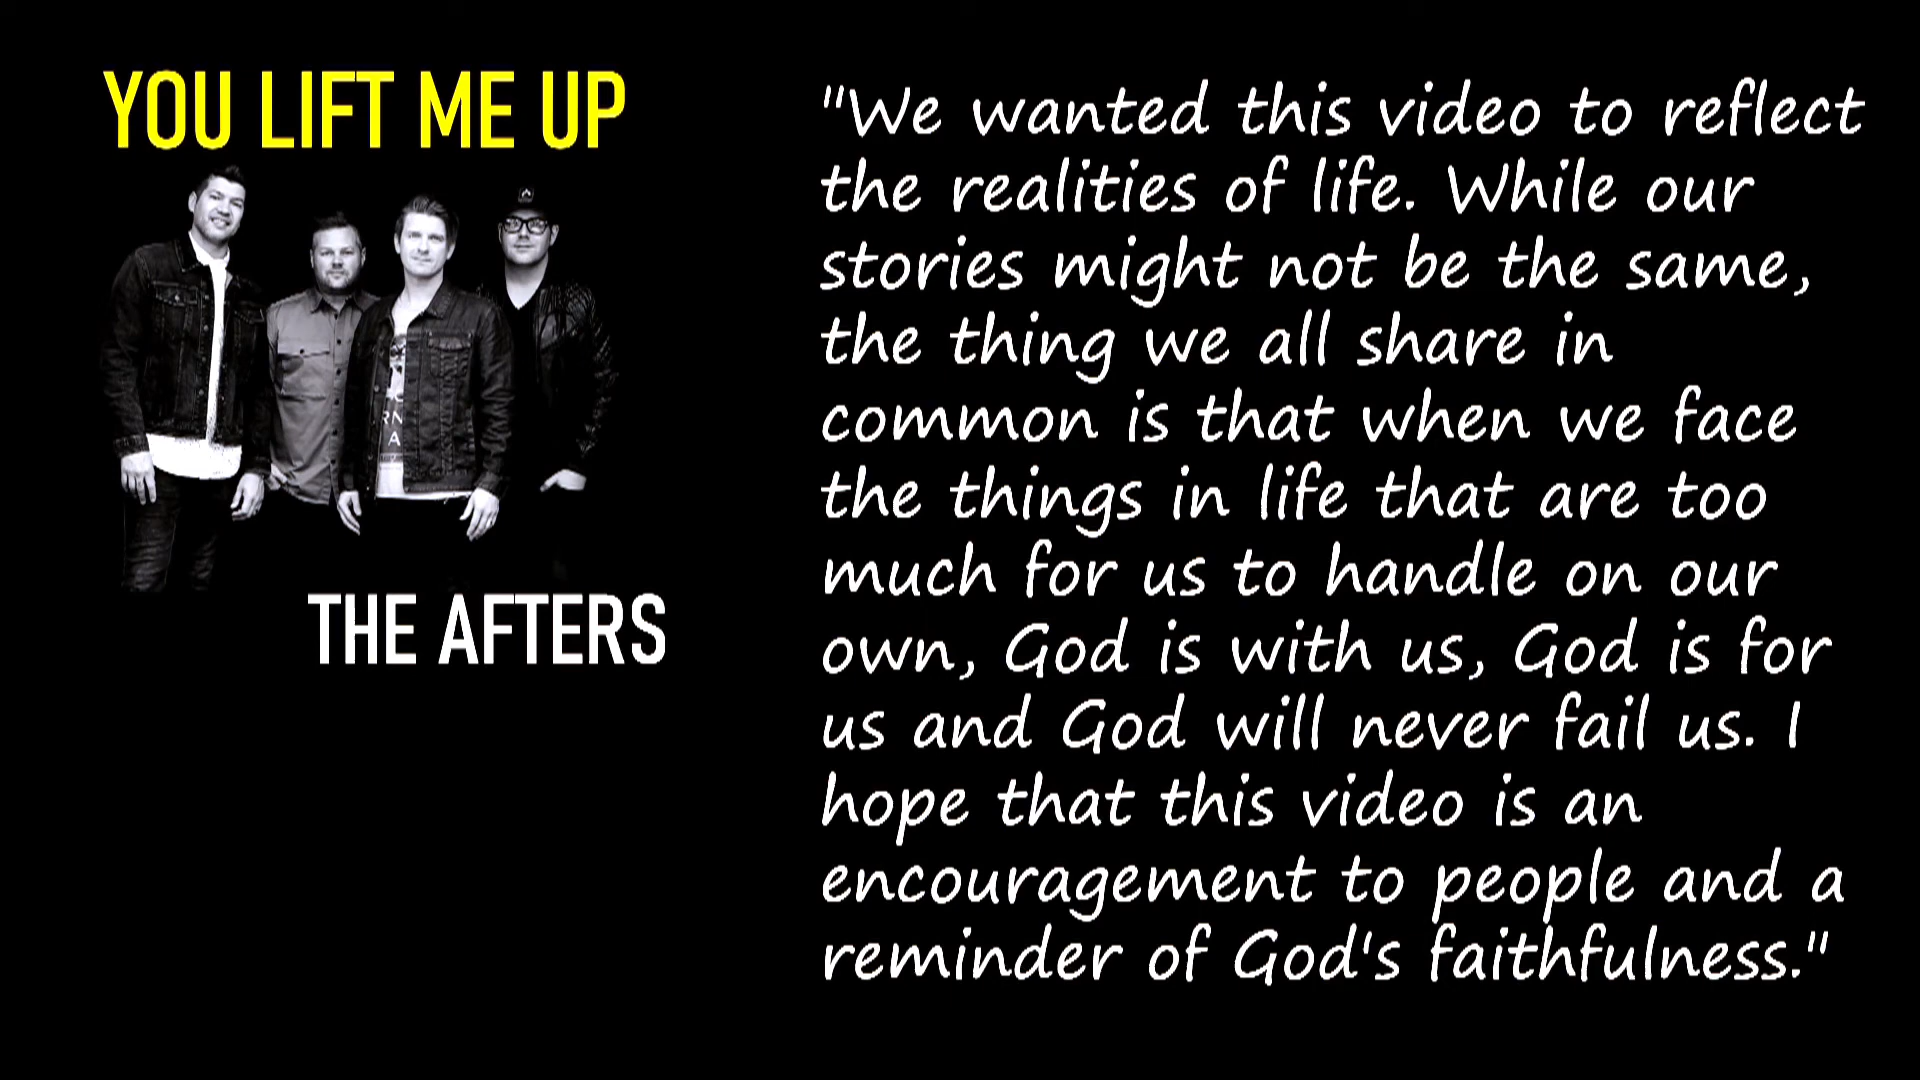 YOU LIFT ME UP
THE AFTERS
"We wanted this video to reflect
the realities of life. While our
stories might not be the same,
the thing we all share in
common is that when we face
the things in life that are too
much for us to handle on our
own, God is with us, God is for
us and God will never fail us. I
hope that this video is an
encouragement to people and a
reminder of God's faithfulness."